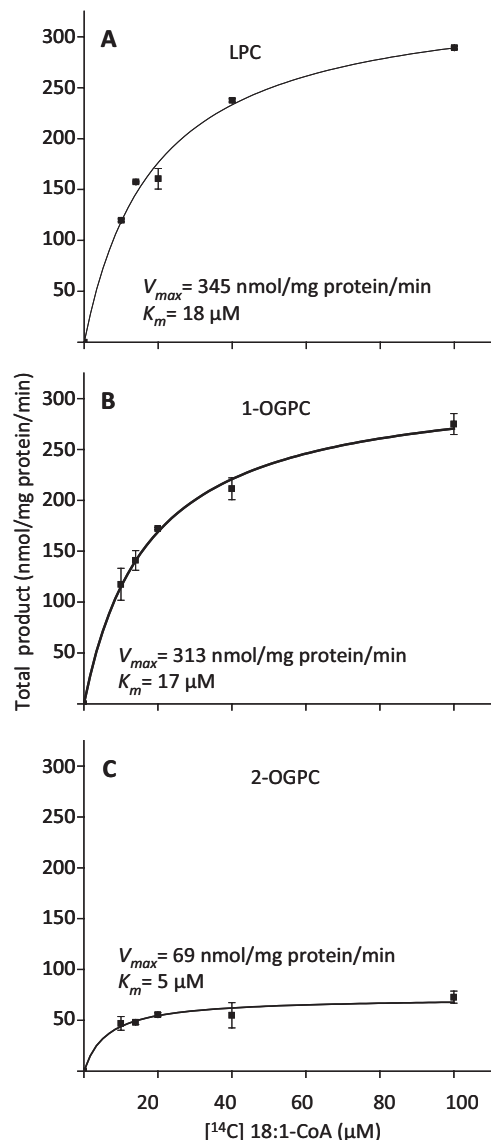 A
LPC
300
250
200
150
100
50
V_max= 345 nmol/mg protein/min
K_m= 18 µM
B
1-OGPC
300
250
200
150
100
50
V_max= 313 nmol/mg protein/min
K_m= 17 µM
C
2-OGPC
300
250
200
150
100
50
V_max= 69 nmol/mg protein/min
K_m= 5 µM
20 40 60 80 100
[¹⁴C] 18:1-CoA (µM)
Total product (nmol/mg protein/min)